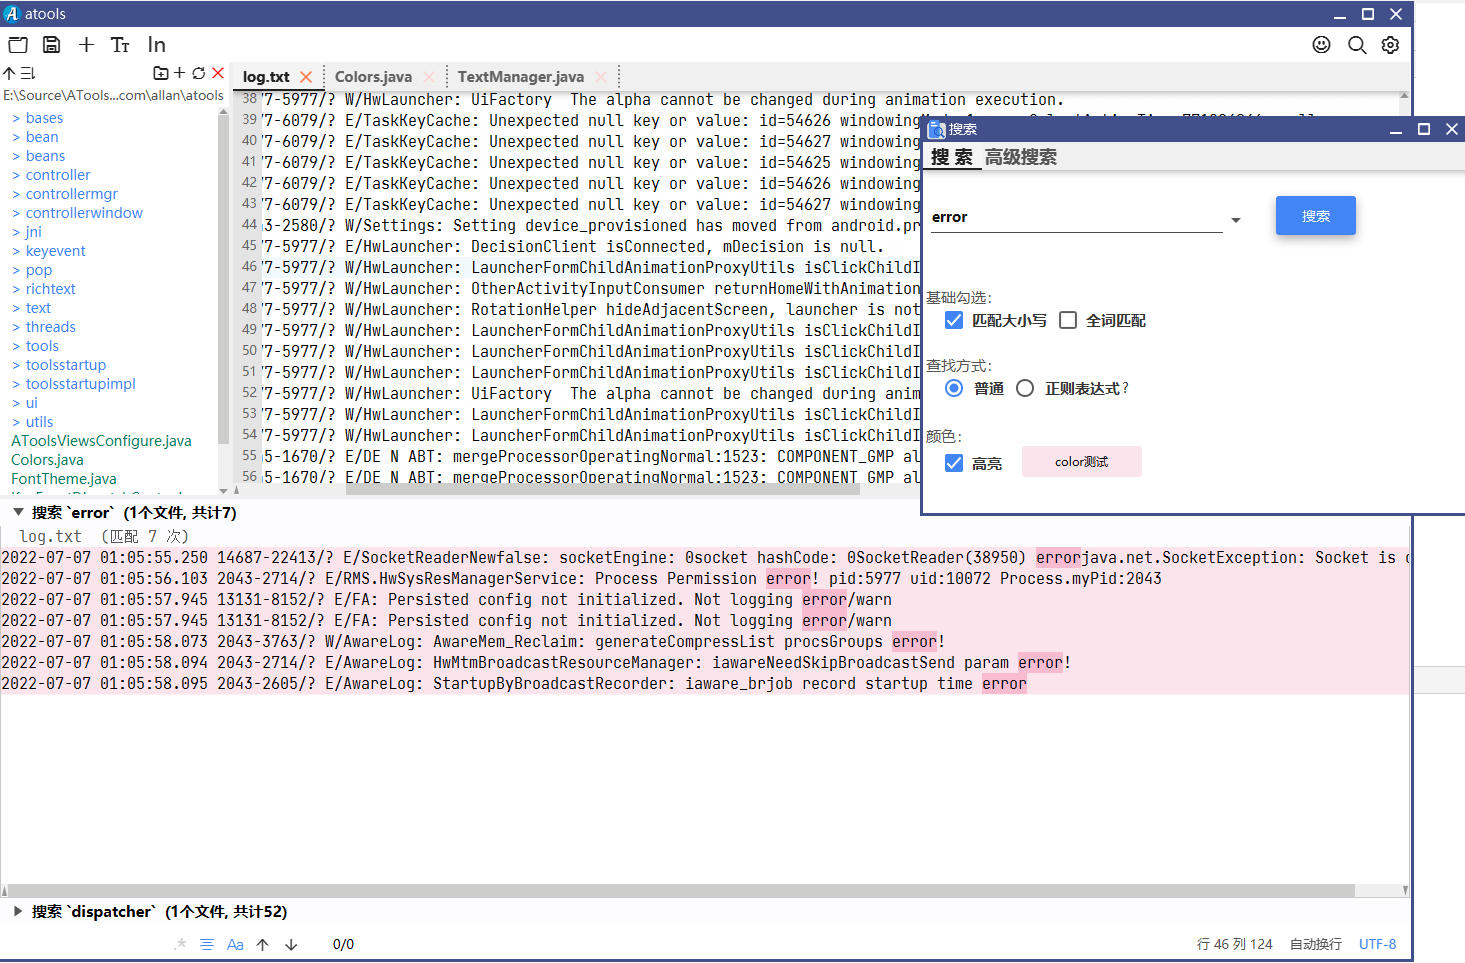 atools
Tт ln
E:\Source\ATools...com\allan\atools
> bases
> bean
> beans
> controller
> controllermgr
> controllerwindow
> jni
> keyevent
> pop
> richtext
> text
> threads
> tools
> toolsstartup
> toolsstartupimpl
> ui
> utils
AToolsViewsConfigure.java
Colors.java
FontTheme.java
log.txt Colors.java TextManager.java
38 7-5977/? W/HwLauncher: UiFactory  The alpha cannot be changed during animation execution.
39 7-6079/? E/TaskKeyCache: Unexpected null key or value: id=54626 windowing
40 7-6079/? E/TaskKeyCache: Unexpected null key or value: id=54627 windowing
41 7-6079/? E/TaskKeyCache: Unexpected null key or value: id=54625 windowing
42 7-6079/? E/TaskKeyCache: Unexpected null key or value: id=54626 windowing
43 7-6079/? E/TaskKeyCache: Unexpected null key or value: id=54627 windowing
44 3-2580/? W/Settings: Setting device_provisioned has moved from android.pr
45 7-5977/? E/HwLauncher: DecisionClient isConnected, mDecision is null.
46 7-5977/? W/HwLauncher: LauncherFormChildAnimationProxyUtils isClickChildI
47 7-5977/? W/HwLauncher: OtherActivityInputConsumer returnHomeWithAnimation
48 7-5977/? W/HwLauncher: RotationHelper hideAdjacentScreen, launcher is not
49 7-5977/? W/HwLauncher: LauncherFormChildAnimationProxyUtils isClickChildI
50 7-5977/? W/HwLauncher: LauncherFormChildAnimationProxyUtils isClickChildI
51 7-5977/? W/HwLauncher: LauncherFormChildAnimationProxyUtils isClickChildI
52 7-5977/? W/HwLauncher: UiFactory  The alpha cannot be changed during anim
53 7-5977/? W/HwLauncher: LauncherFormChildAnimationProxyUtils isClickChildI
54 7-5977/? W/HwLauncher: LauncherFormChildAnimationProxyUtils isClickChildI
55 5-1670/? E/DE N ABT: mergeProcessorOperatingNormal:1523: COMPONENT_GMP al
56 5-1670/? E/DE N ABT: mergeProcessorOperatingNormal:1523: COMPONENT GMP al
搜索
搜 索 高级搜索
error 搜索
基础勾选:
匹配大小写 全词匹配
查找方式:
普通 正则表达式?
颜色:
高亮 color测试
搜索 `error` (1个文件, 共计7)
log.txt (匹配 7 次)
2022-07-07 01:05:55.250 14687-22413/? E/SocketReaderNewfalse: socketEngine: 0socket hashCode: 0SocketReader(38950) errorjava.net.SocketException: Socket is c
2022-07-07 01:05:56.103 2043-2714/? E/RMS.HwSysResManagerService: Process Permission error! pid:5977 uid:10072 Process.myPid:2043
2022-07-07 01:05:57.945 13131-8152/? E/FA: Persisted config not initialized. Not logging error/warn
2022-07-07 01:05:57.945 13131-8152/? E/FA: Persisted config not initialized. Not logging error/warn
2022-07-07 01:05:58.073 2043-3763/? W/AwareLog: AwareMem_Reclaim: generateCompressList procsGroups error!
2022-07-07 01:05:58.094 2043-2714/? E/AwareLog: HwMtmBroadcastResourceManager: iawareNeedSkipBroadcastSend param error!
2022-07-07 01:05:58.095 2043-2605/? E/AwareLog: StartupByBroadcastRecorder: iaware_brjob record startup time error
搜索 `dispatcher` (1个文件, 共计52)
.* Aa 0/0 行 46 列 124 自动换行 UTF-8